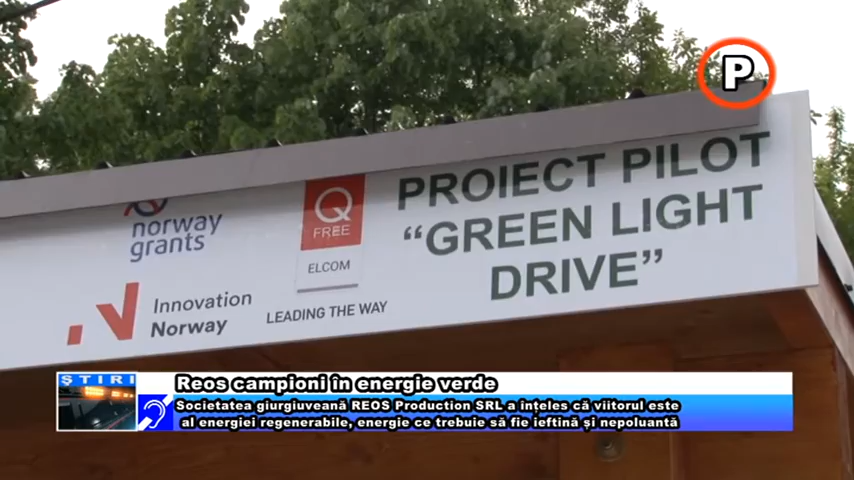 P
PROIECT PILOT
“GREEN LIGHT
DRIVE”
norway
grants
Q
FREE
ELCOM
LEADING THE WAY
Innovation
Norway
ȘTIRI
Reos campioni în energie verde
Societatea giurgiuveană REOS Production SRL a înțeles că viitorul este
al energiei regenerabile, energie ce trebuie să fie ieftină și nepoluantă